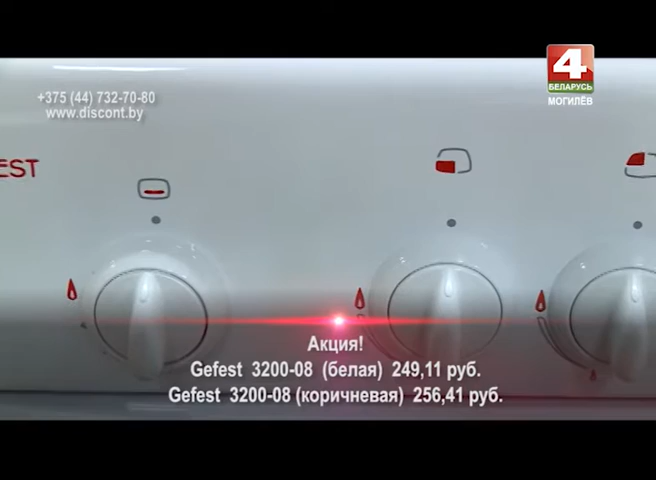 4
БЕЛАРУСЬ
МОГИЛЁВ
+375 (44) 732-70-80
www.discont.by
EST
Акция!
Gefest 3200-08 (белая) 249,11 руб.
Gefest 3200-08 (коричневая) 256,41 руб.